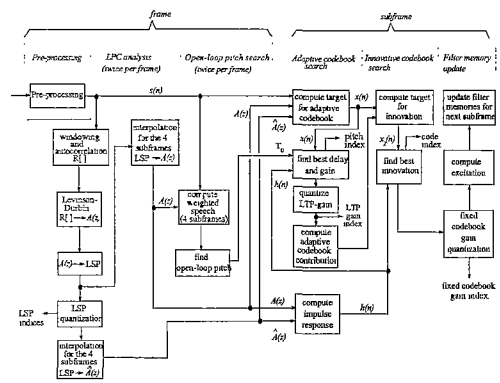 frame
subframe
Pre-processing
LPC analysis
(twice per frame)
Open-loop pitch search
(twice per frame)
Adaptive codebook
search
Innovative codebook
search
Filter memory
update
Pre-processing
s(n)
windowing
and
autocorrelation
R[ ]
Levinson-
Durbin
R[ ] → A(z)
A(z) → LSP
LSP
quantization
LSP
indices
interpolation
for the 4
subframes
LSP → Â(z)
interpolation
for the 4
subframes
LSP → A(z)
A(z)
compute
weighted
speech
(4 subframes)
find
open-loop pitch
T0
A(z)
Â(z)
compute target
for adaptive
codebook
x(n)
x(n)
pitch
index
find best delay
and gain
h(n)
quantize
LTP-gain
LTP
gain
index
compute
adaptive
codebook
contribution
A(z)
Â(z)
compute
impulse
response
h(n)
compute target
for
innovation
x2(n)
code
index
find best
innovation
update filter
memories for
next subframe
compute
excitation
fixed
codebook
gain
quantization
fixed codebook
gain index